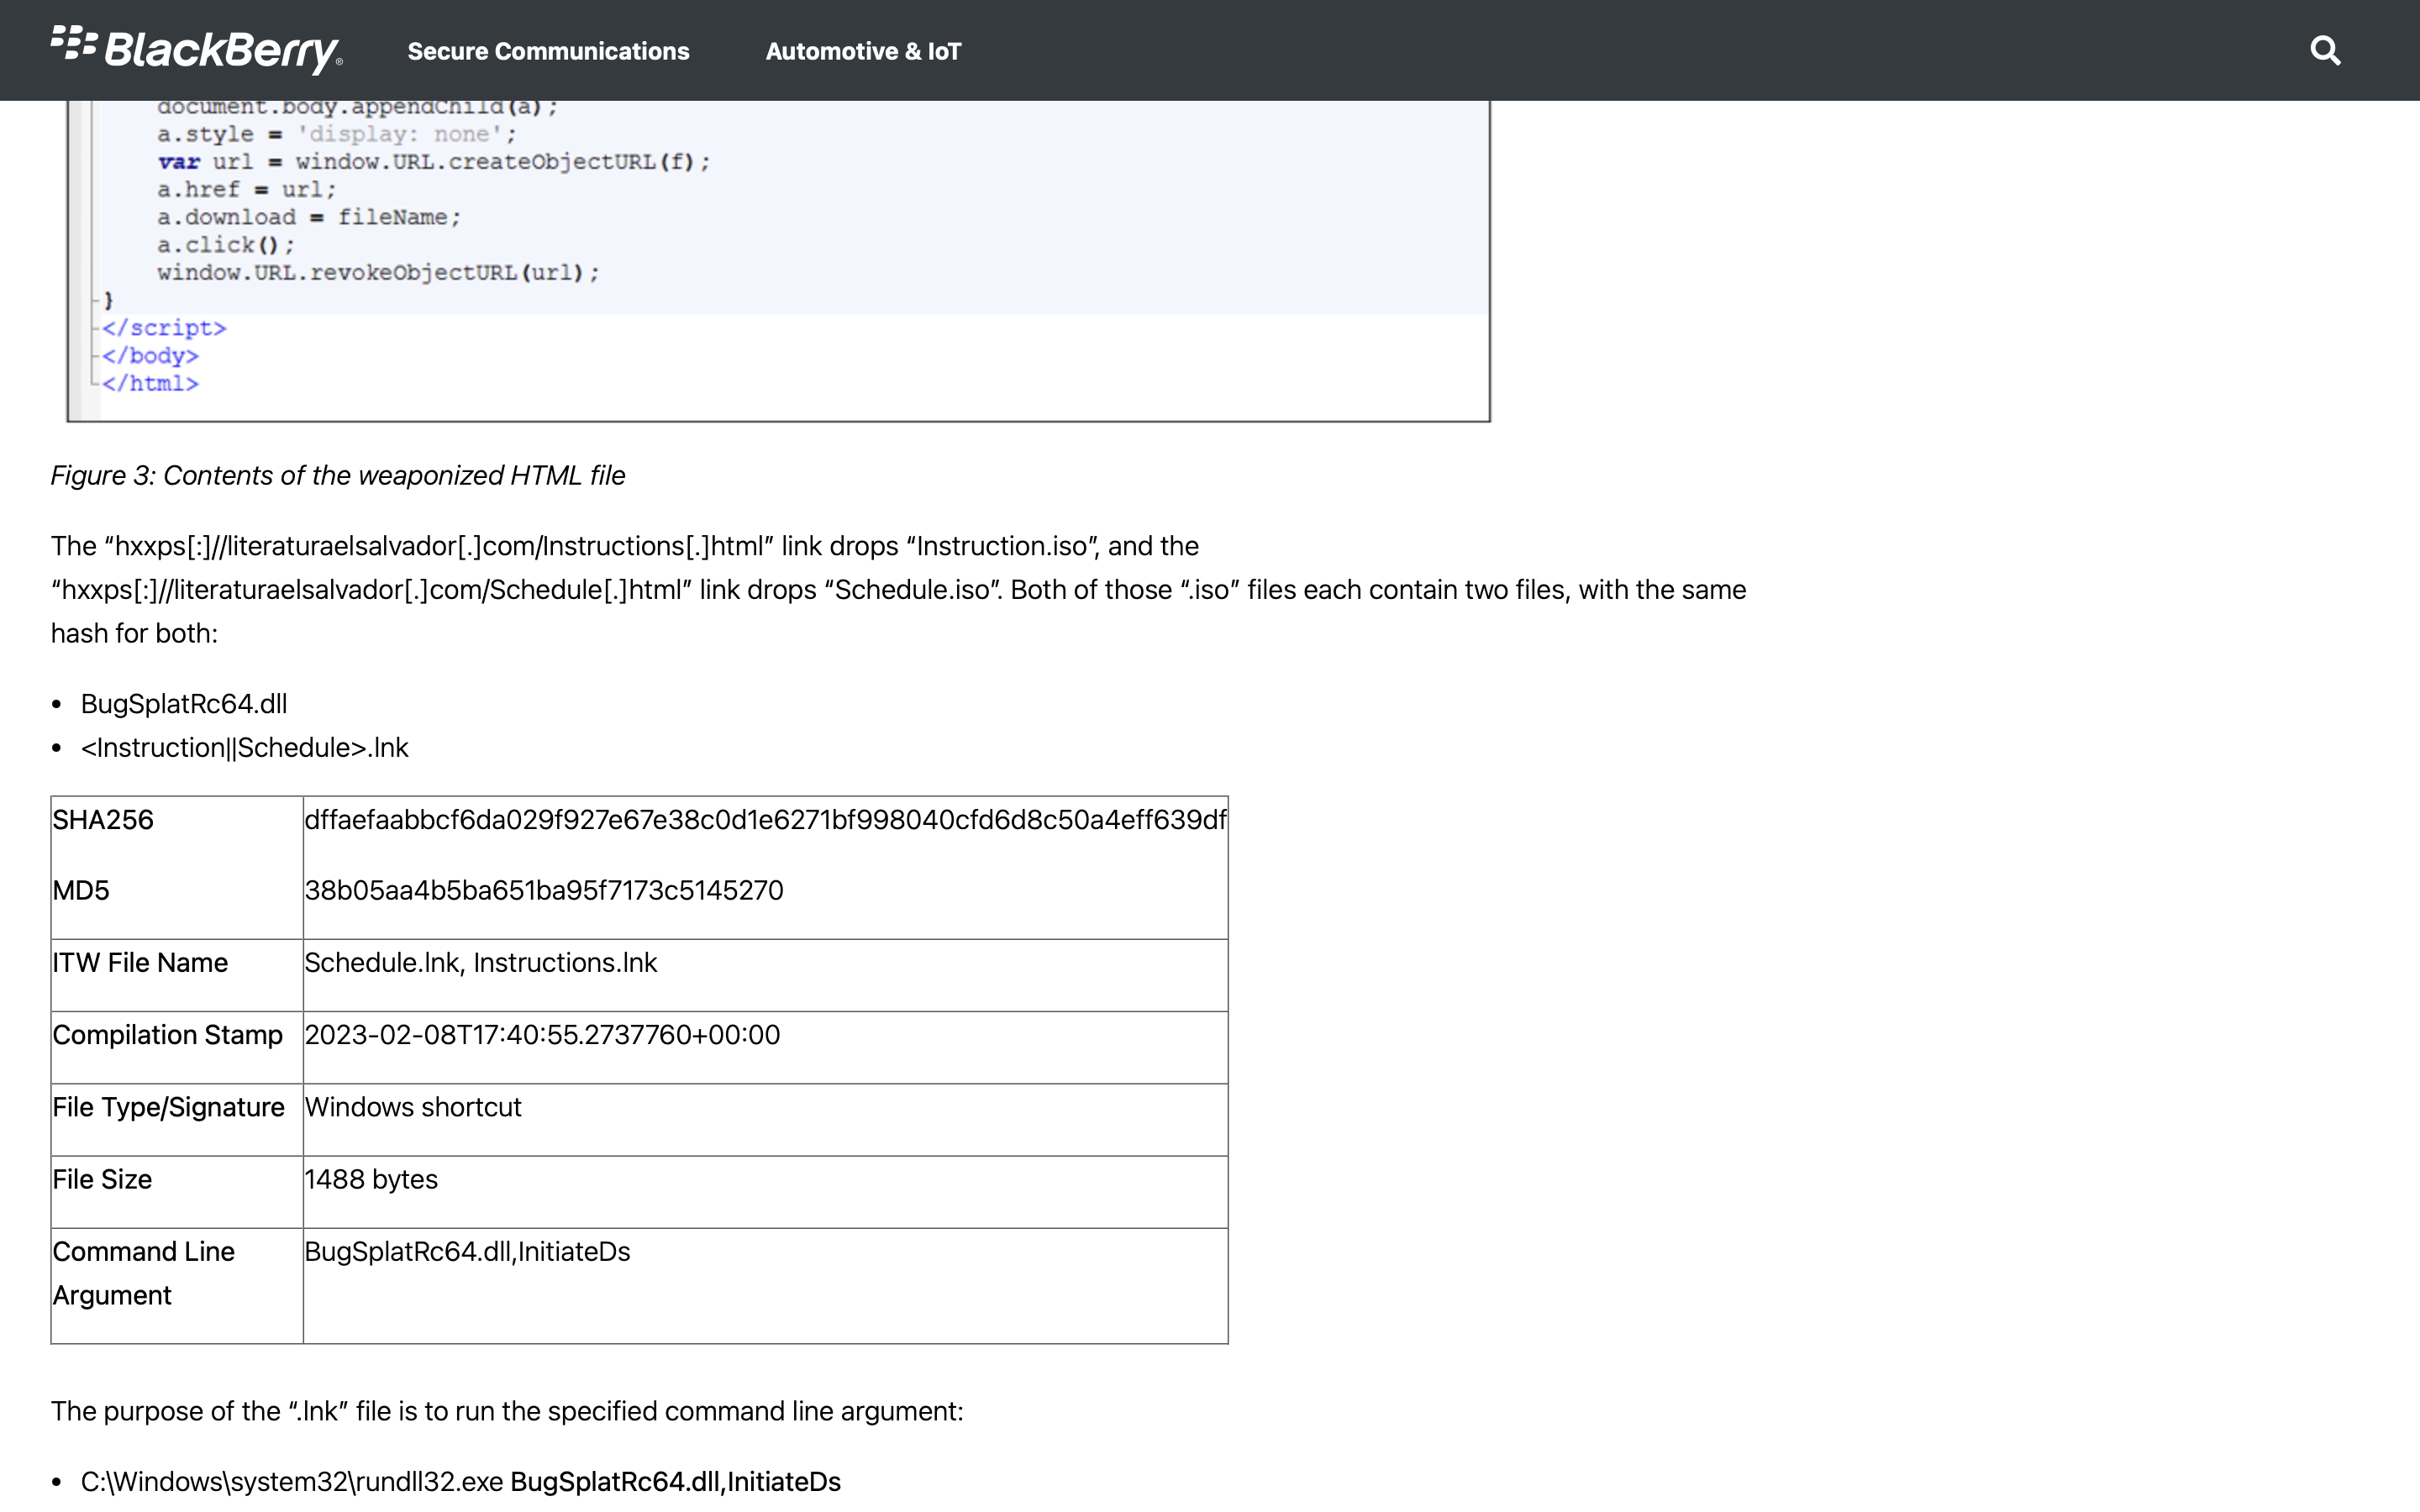 BlackBerry®
Secure Communications
Automotive & IoT
document.body.appendChild(a);
a.style = 'display: none';
var url = window.URL.createObjectURL(f);
a.href = url;
a.download = fileName;
a.click();
window.URL.revokeObjectURL(url);
}
</script>
</body>
</html>
Figure 3: Contents of the weaponized HTML file
The “hxxps[:]//literaturaelsalvador[.]com/Instructions[.]html” link drops “Instruction.iso”, and the
“hxxps[:]//literaturaelsalvador[.]com/Schedule[.]html” link drops “Schedule.iso”. Both of those “.iso” files each contain two files, with the same
hash for both:
• BugSplatRc64.dll
• <Instruction||Schedule>.lnk
SHA256 dffaefaabbcf6da029f927e67e38c0d1e6271bf998040cfd6d8c50a4eff639df
MD5 38b05aa4b5ba651ba95f7173c5145270
ITW File Name Schedule.lnk, Instructions.lnk
Compilation Stamp 2023-02-08T17:40:55.2737760+00:00
File Type/Signature Windows shortcut
File Size 1488 bytes
Command Line BugSplatRc64.dll,InitiateDs
Argument
The purpose of the “.lnk” file is to run the specified command line argument:
• C:\Windows\system32\rundll32.exe BugSplatRc64.dll,InitiateDs